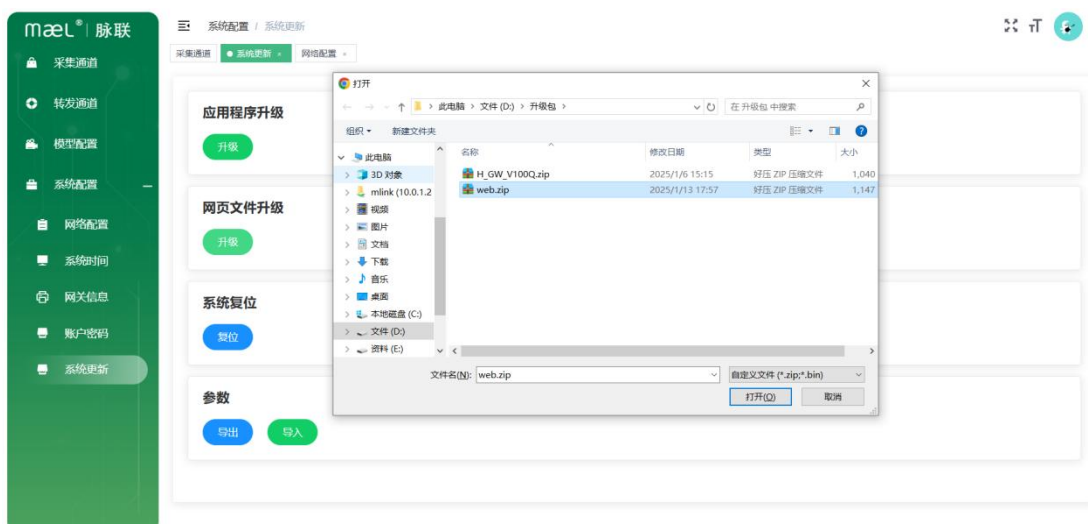 mæL® | 脉联
系统配置 / 系统更新
采集通道
系统更新 ×
网络配置 ×
采集通道
转发通道
模型配置
系统配置
网络配置
系统时间
网关信息
账户密码
系统更新
应用程序升级
升级
网页文件升级
升级
系统复位
复位
参数
导出 导入
打开
此电脑 > 文件 (D:) > 升级包 >
在 升级包 中搜索
组织 新建文件夹
此电脑
3D 对象
mlink (10.0.1.2
视频
图片
文档
下载
音乐
桌面
本地磁盘 (C:)
文件 (D:)
资料 (E:)
名称 修改日期 类型 大小
H_GW_V100Q.zip 2025/1/6 15:15 好压 ZIP 压缩文件 1,040
web.zip 2025/1/13 17:57 好压 ZIP 压缩文件 1,147
文件名(N): web.zip 自定义文件 (*.zip;*.bin)
打开(O) 取消